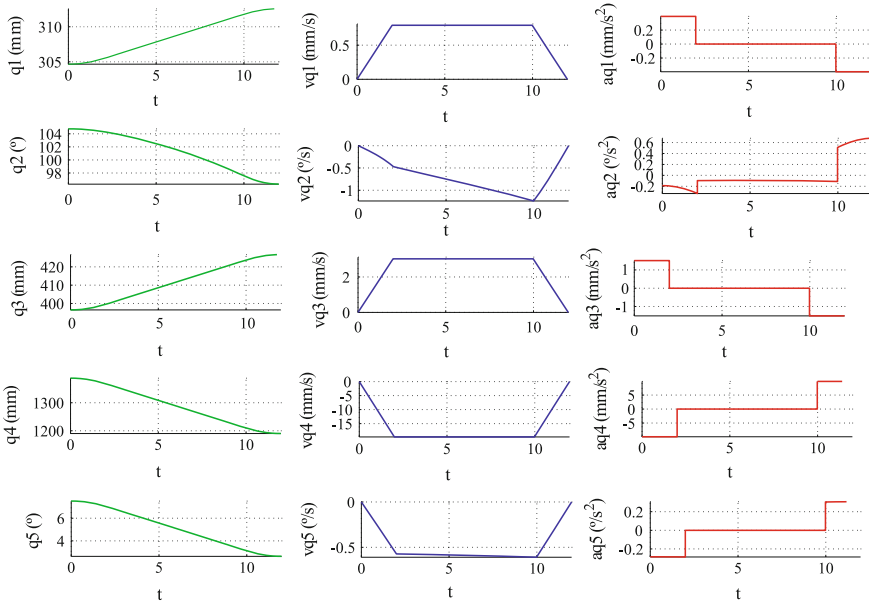 q1 (mm)
310
305
0
5
10
t
vq1 (mm/s)
0.5
0
0
5
10
t
aq1 (mm/s²)
0.2
0
-0.2
0
5
10
t
q2 (º)
104
102
100
98
0
5
10
t
vq2 (º/s)
0
-0.5
-1
5
10
t
aq2 (º/s²)
0.6
0.4
0.2
0
-0.2
0
5
10
t
q3 (mm)
420
410
400
0
5
10
t
vq3 (mm/s)
2
0
0
5
10
t
aq3 (mm/s²)
1
0
-1
0
5
10
t
q4 (mm)
1300
1200
0
5
10
t
vq4 (mm/s)
0
-5
-10
-15
0
5
10
t
aq4 (mm/s²)
5
0
-5
0
5
10
t
q5 (º)
6
4
0
5
10
t
vq5 (º/s)
0
-0.5
0
5
10
t
aq5 (º/s²)
0.2
0
-0.2
0
5
10
t